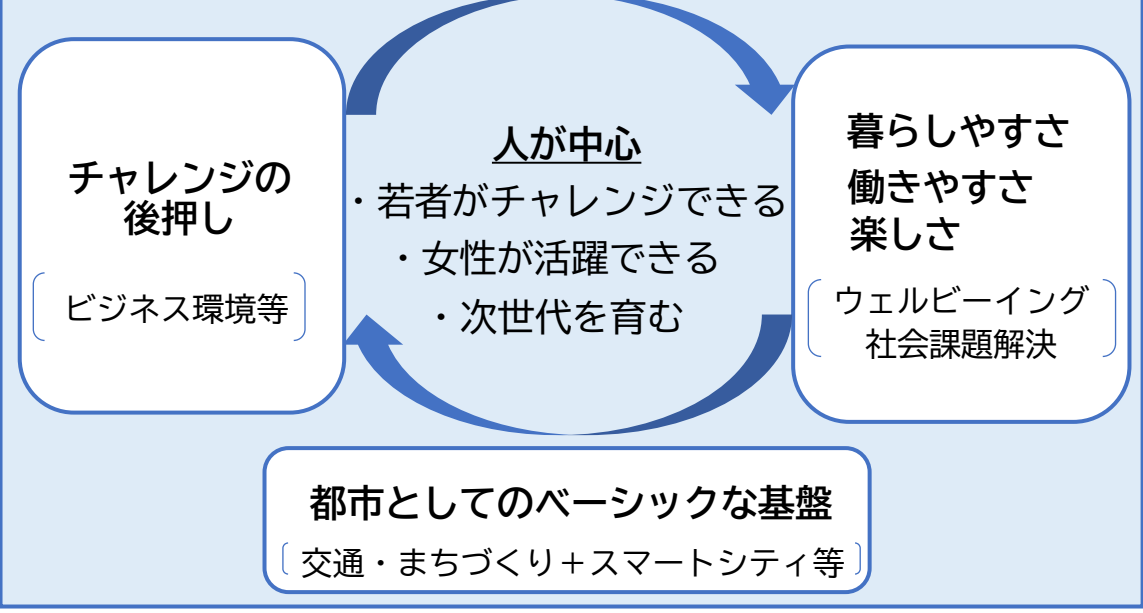 チャレンジの
後押し
ビジネス環境等
人が中心
・若者がチャレンジできる
・女性が活躍できる
・次世代を育む
暮らしやすさ
働きやすさ
楽しさ
ウェルビーイング
社会課題解決
都市としてのベーシックな基盤
交通・まちづくり＋スマートシティ等